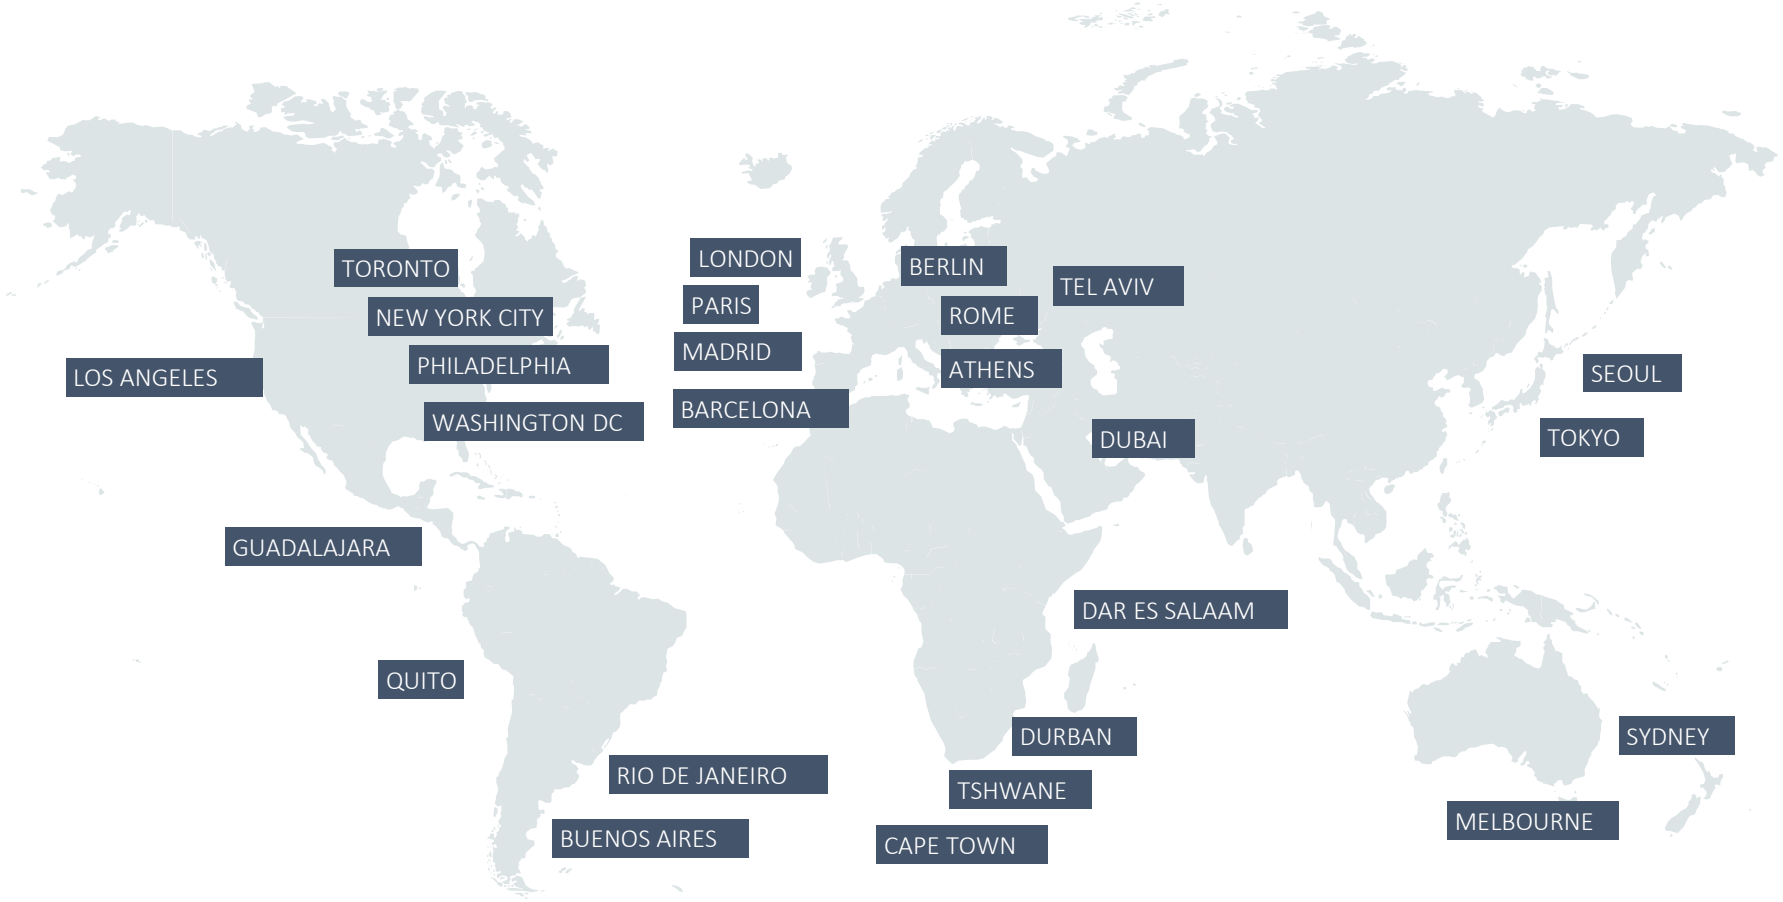 LONDON
BERLIN
TORONTO
TEL AVIV
PARIS
NEW YORK CITY
ROME
MADRID
PHILADELPHIA
ATHENS
LOS ANGELES
SEOUL
BARCELONA
WASHINGTON DC
DUBAI
TOKYO
GUADALAJARA
DAR ES SALAAM
QUITO
DURBAN
SYDNEY
RIO DE JANEIRO
TSHWANE
MELBOURNE
BUENOS AIRES
CAPE TOWN